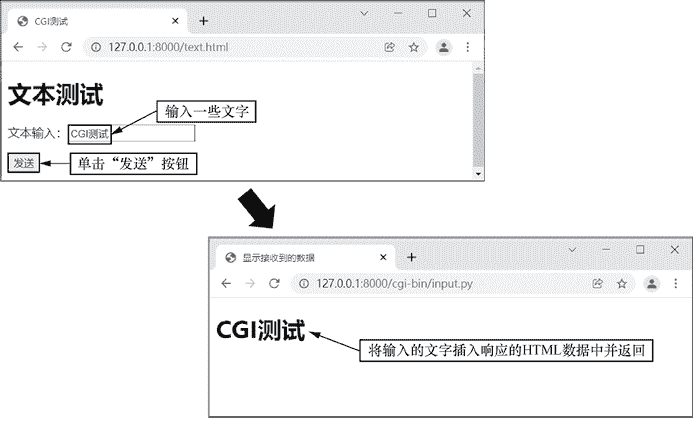 CGI测试
127.0.0.1:8000/text.html
文本测试
输入一些文字
文本输入: CGI测试
发送
单击“发送”按钮
显示接收到的数据
127.0.0.1:8000/cgi-bin/input.py
CGI测试
将输入的文字插入响应的HTML数据中并返回